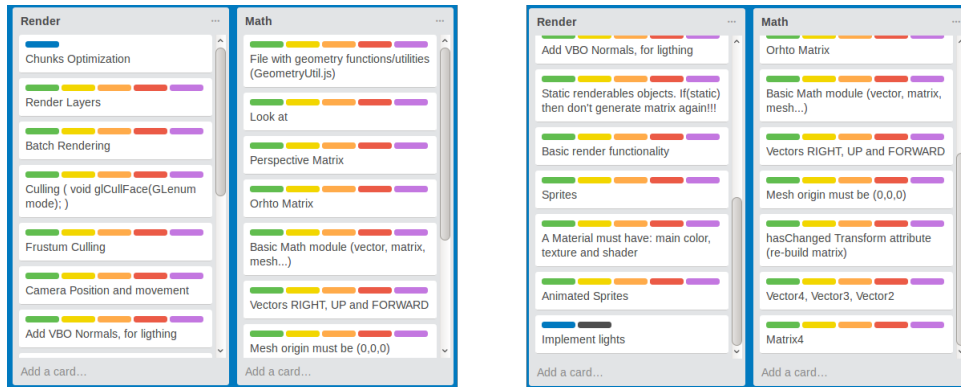 Render ...
Chunks Optimization
Render Layers
Batch Rendering
Culling ( void glCullFace(GLenum
mode); )
Frustum Culling
Camera Position and movement
Add VBO Normals, for ligthing
Add a card...
Math ...
File with geometry functions/utilities
(GeometryUtil.js)
Look at
Perspective Matrix
Orhto Matrix
Basic Math module (vector, matrix,
mesh...)
Vectors RIGHT, UP and FORWARD
Mesh origin must be (0,0,0)
Add a card...
Render ...
Add VBO Normals, for ligthing
Static renderables objects. If(static)
then don't generate matrix again!!!
Basic render functionality
Sprites
A Material must have: main color,
texture and shader
Animated Sprites
Implement lights
Add a card...
Math ...
Orhto Matrix
Basic Math module (vector, matrix,
mesh...)
Vectors RIGHT, UP and FORWARD
Mesh origin must be (0,0,0)
hasChanged Transform attribute
(re-build matrix)
Vector4, Vector3, Vector2
Matrix4
Add a card...